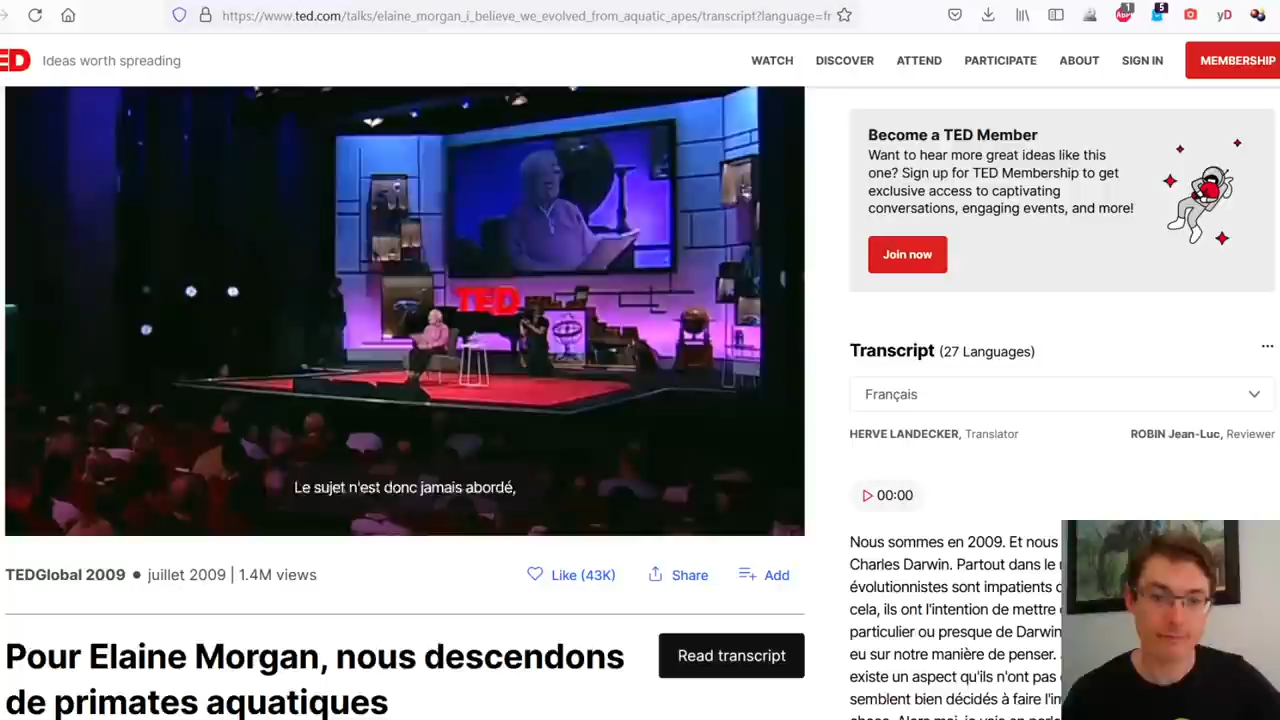 https://www.ted.com/talks/elaine_morgan_i_believe_we_evolved_from_aquatic_apes/transcript?language=fr
1
5
yD
ED Ideas worth spreading
WATCH DISCOVER ATTEND PARTICIPATE ABOUT SIGN IN MEMBERSHIP
TED
Le sujet n'est donc jamais abordé,
TEDGlobal 2009 • juillet 2009 | 1.4M views
Like (43K) Share Add
Pour Elaine Morgan, nous descendons
de primates aquatiques
Read transcript
Become a TED Member
Want to hear more great ideas like this
one? Sign up for TED Membership to get
exclusive access to captivating
conversations, engaging events, and more!
Join now
Transcript (27 Languages)
Français
HERVE LANDECKER, Translator ROBIN Jean-Luc, Reviewer
00:00
Nous sommes en 2009. Et nous
Charles Darwin. Partout dans le
évolutionnistes sont impatients
cela, ils ont l'intention de mettre
particulier ou presque de Darwin
eu sur notre manière de penser.
existe un aspect qu'ils n'ont pas
semblent bien décidés à faire l'im